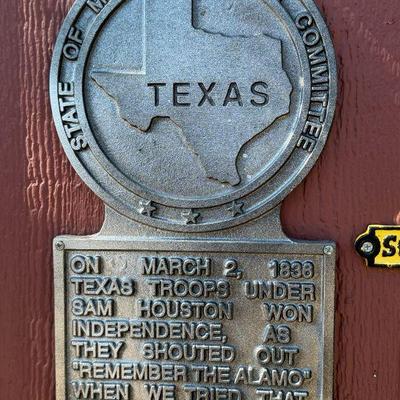 STATE OF M
COMMITTEE
TEXAS
ON MARCH 2, 1836
TEXAS TROOPS UNDER
SAM HOUSTON WON
INDEPENDENCE, AS
THEY SHOUTED OUT
"REMEMBER THE ALAMO"
WHEN WE TRIED THAT